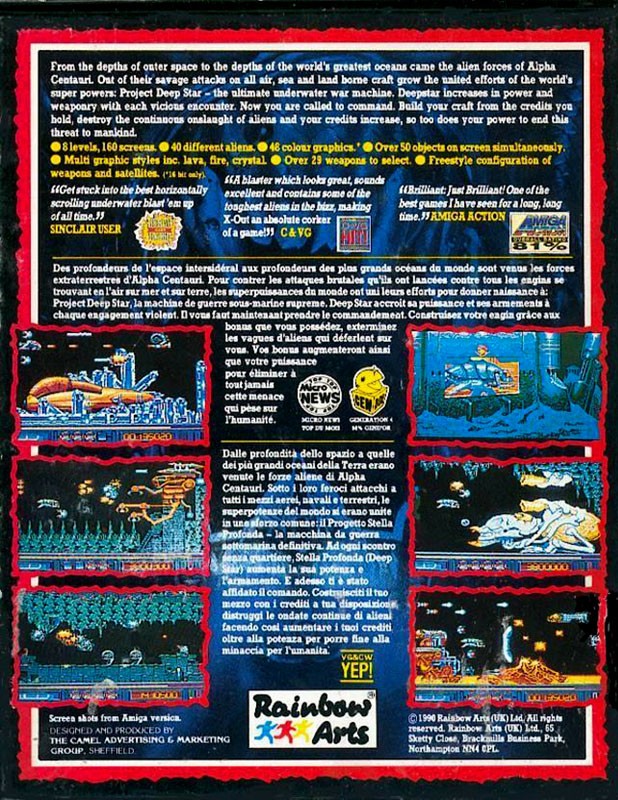 From the depths of outer space to the depths of the world's greatest oceans came the alien forces of Alpha
Centauri. Out of their savage attacks on all air, sea and land borne craft grow the united efforts of the world's
super powers: Project Deep Star – the ultimate underwater war machine. Deepstar increases in power and
weaponry with each vicious encounter. Now you are called to command. Build your craft from the credits you
hold, destroy the continuous onslaught of aliens and your credits increase, so too does your power to end this
threat to mankind.
● 8 levels, 160 screens. ● 40 different aliens. ● 48 colour graphics.* ● Over 50 objects on screen simultaneously.
● Multi graphic styles inc. lava, fire, crystal. ● Over 29 weapons to select. ● Freestyle configuration of
weapons and satellites. (*16 bit only).
“Get stuck into the best horizontally
scrolling underwater blast 'em up
of all time.”
SINCLAIR USER
“A blaster which looks great, sounds
excellent and contains some of the
toughest aliens in the bizz, making
X-Out an absolute corker
of a game!” C & VG
C+VG
HIT!
“Brilliant: Just Brilliant! One of the
best games I have seen for a long, long
time.” AMIGA ACTION
AMIGA
OVERALL RATING
81%
Des profondeurs de l'espace intersidéral aux profondeurs des plus grands océans du monde sont venus les forces
extraterrestres d'Alpha Centauri. Pour contrer les attaques brutales qu'ils ont lancées contre tous les engins se
trouvant en l'air sur mer et sur terre, les superpuissances du monde ont uni leurs efforts pour donner naissance à:
Project Deep Star, la machine de guerre sous-marine supreme. Deep Star accroit sa puissance et ses armements à
chaque engagement violent. Il vous faut maintenant prendre le commandement. Construisez votre engin grâce aux
bonus que vous possédez, exterminez
les vagues d'aliens qui déferlent sur
vous. Vos bonus augmenteront ainsi
que votre puissance
pour éliminer à
tout jamais
cette menace
qui pèse sur
l'humanité.
MICRO
NEWS
MICRO NEWS
TOP DU MOIS
GEN D'OR
GENERATION 4
94% GEN D'OR
00195020
Dalle profondità dello spazio a quelle
dei più grandi oceani della Terra erano
venute le forze aliene di Alpha
Centauri. Sotto i loro feroci attacchi a
tutti i mezzi aerei, navali e terrestri, le
superpotenze del mondo si erano unite
in uno sforzo comune: il Progetto Stella
Profonda – la macchina da guerra
sottomarina definitiva. Ad ogni scontro
senza quartiere, Stella Profonda (Deep
Star) aumenta la sua potenza e
l'armamento. E adesso ti è stato
affidato il comando. Costruisciti il tuo
mezzo con i crediti a tua disposizione
distruggi le ondate continue di alieni
facendo così aumentare i tuoi crediti
oltre alla potenza per porre fine alla
minaccia per l'umanita'.
VG&CW
YEP!
Rainbow
Arts
®
Screen shots from Amiga version.
DESIGNED AND PRODUCED BY
THE CAMEL ADVERTISING & MARKETING
GROUP, SHEFFIELD.
© 1990 Rainbow Arts (UK) Ltd. All rights
reserved. Rainbow Arts (UK) Ltd., 65
Sketty Close, Brackmills Business Park,
Northampton NN4 0PL.